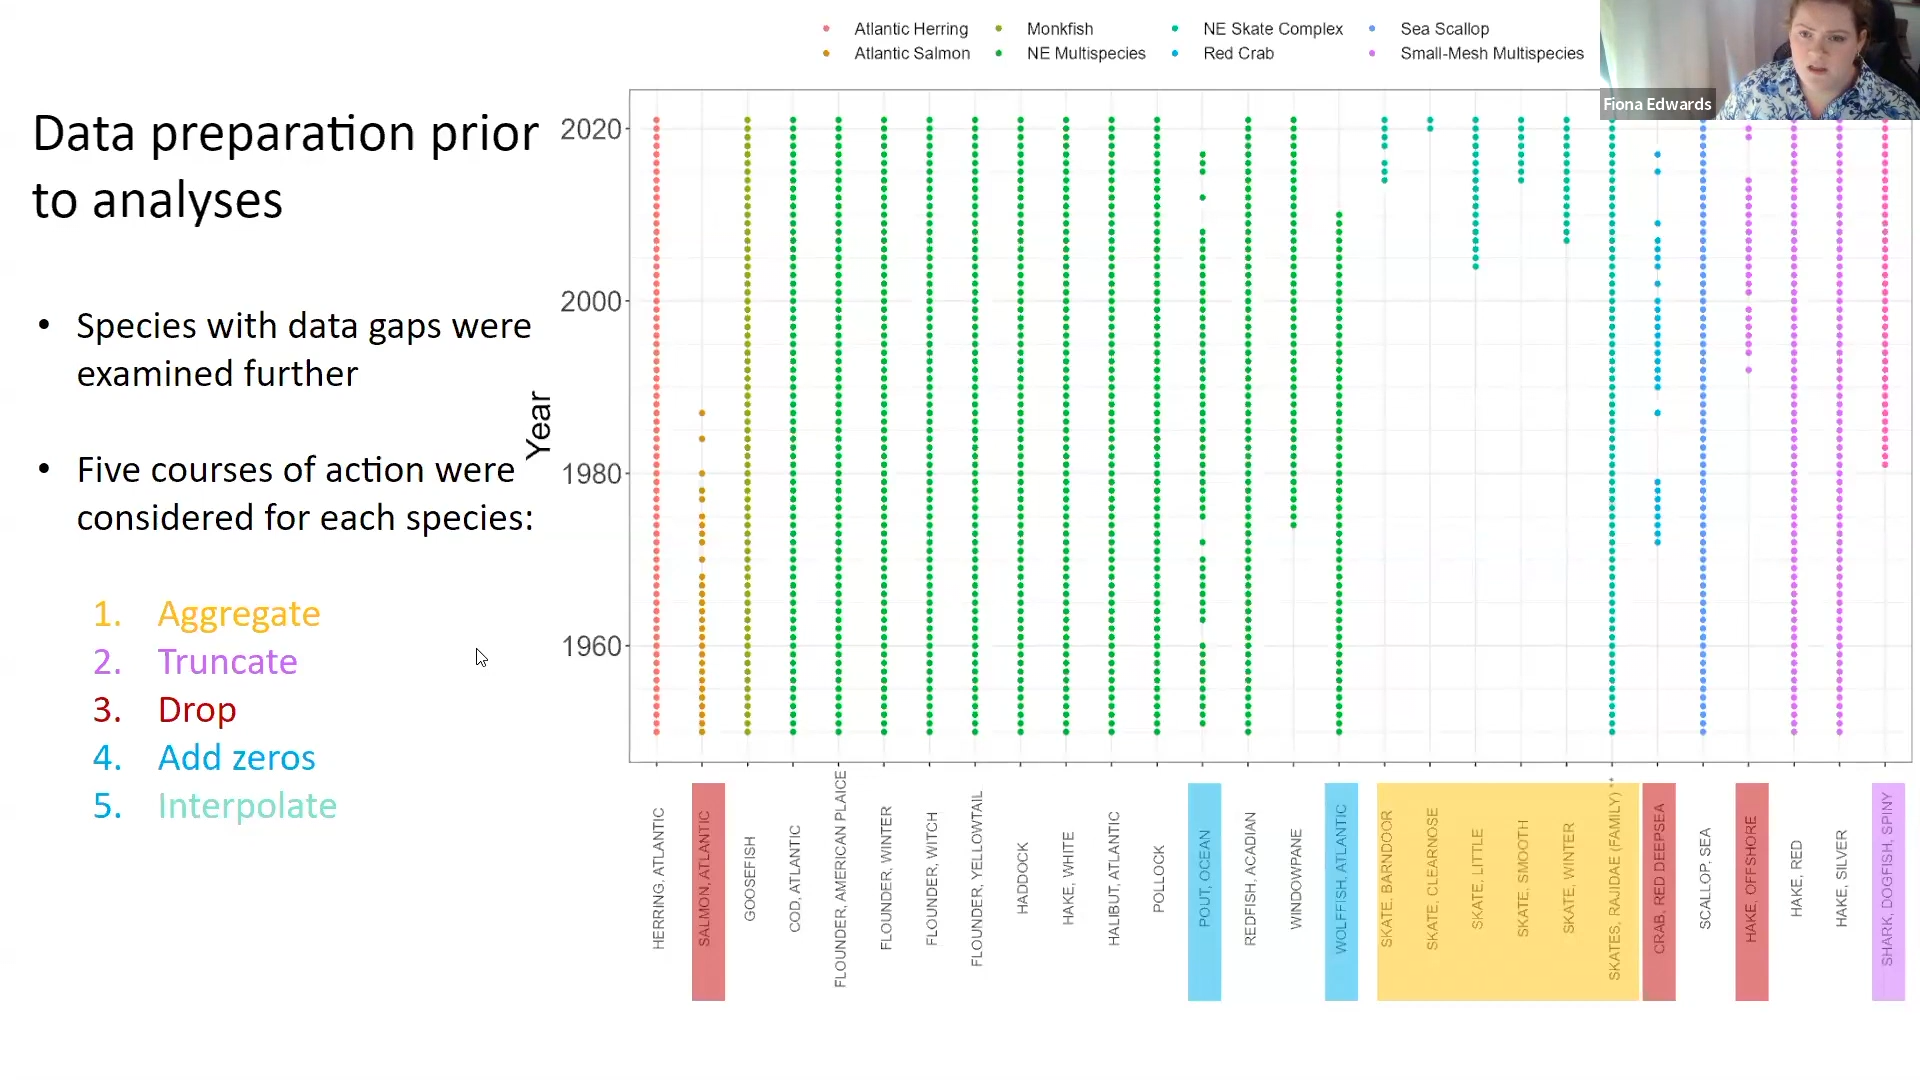 Atlantic Herring
Monkfish
NE Skate Complex
Sea Scallop
Atlantic Salmon
NE Multispecies
Red Crab
Small-Mesh Multispecies
Fiona Edwards
Data preparation prior
to analyses
• Species with data gaps were
examined further
• Five courses of action were
considered for each species:
1. Aggregate
2. Truncate
3. Drop
4. Add zeros
5. Interpolate
Year
2020
2000
1980
1960
HERRING, ATLANTIC
SALMON, ATLANTIC
GOOSEFISH
COD, ATLANTIC
FLOUNDER, AMERICAN PLAICE
FLOUNDER, WINTER
FLOUNDER, WITCH
FLOUNDER, YELLOWTAIL
HADDOCK
HAKE, WHITE
HALIBUT, ATLANTIC
POLLOCK
POUT, OCEAN
REDFISH, ACADIAN
WINDOWPANE
WOLFFISH, ATLANTIC
SKATE, BARNDOOR
SKATE, CLEARNOSE
SKATE, LITTLE
SKATE, SMOOTH
SKATE, WINTER
SKATES, RAJIDAE (FAMILY) **
CRAB, RED DEEPSEA
SCALLOP, SEA
HAKE, OFFSHORE
HAKE, RED
HAKE, SILVER
SHARK, DOGFISH, SPINY